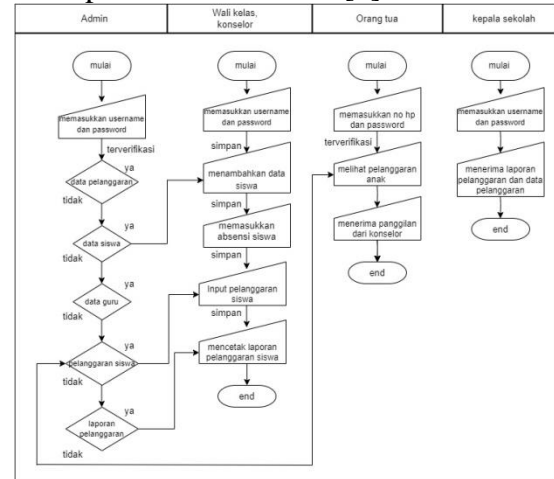 Admin
Wali kelas,
konselor
Orang tua
kepala sekolah
mulai
memasukkan username
dan password
terverifikasi
data pelanggaran
ya
tidak
data siswa
ya
tidak
data guru
ya
tidak
pelanggaran siswa
ya
tidak
laporan
pelanggaran
ya
tidak
mulai
memasukkan username
dan password
simpan
menambahkan data
siswa
simpan
memasukkan
absensi siswa
simpan
Input pelanggaran
siswa
simpan
mencetak laporan
pelanggaran siswa
end
mulai
memasukkan no hp
dan password
terverifikasi
melihat pelanggaran
anak
menerima panggilan
dari konselor
end
mulai
memasukkan username
dan password
menerima laporan
pelanggaran dan data
pelanggaran
end